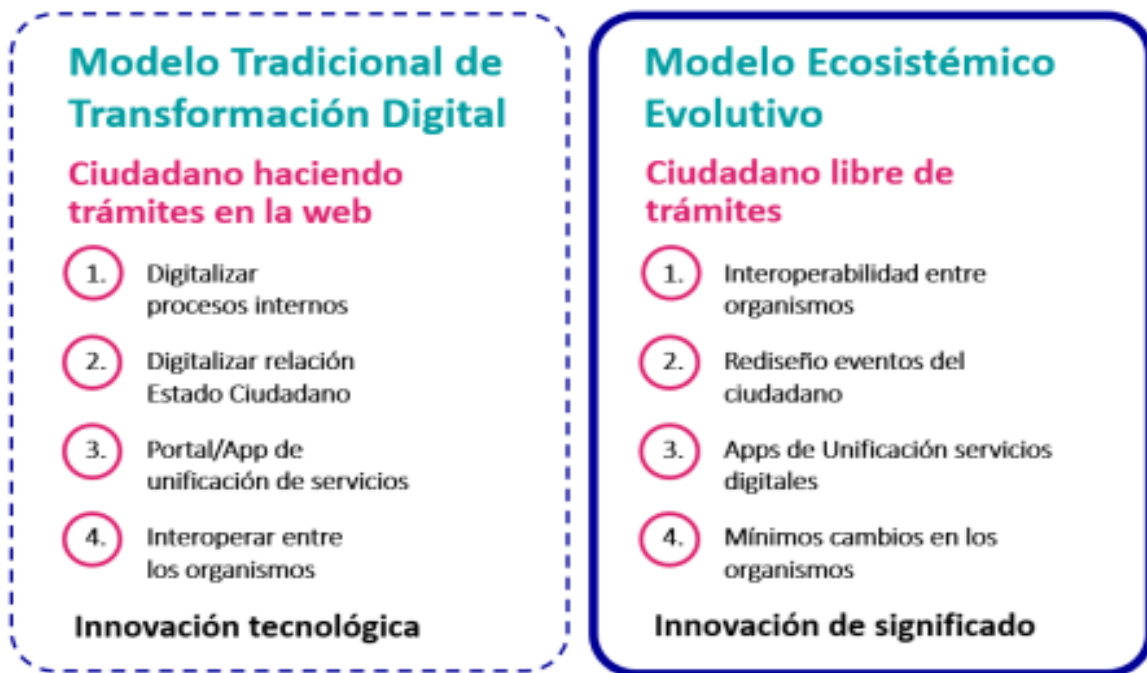 Modelo Tradicional de
Transformación Digital
Ciudadano haciendo
trámites en la web
1. Digitalizar
procesos internos
2. Digitalizar relación
Estado Ciudadano
3. Portal/App de
unificación de servicios
4. Interoperar entre
los organismos
Innovación tecnológica
Modelo Ecosistémico
Evolutivo
Ciudadano libre de
trámites
1. Interoperabilidad entre
organismos
2. Rediseño eventos del
ciudadano
3. Apps de Unificación servicios
digitales
4. Mínimos cambios en los
organismos
Innovación de significado